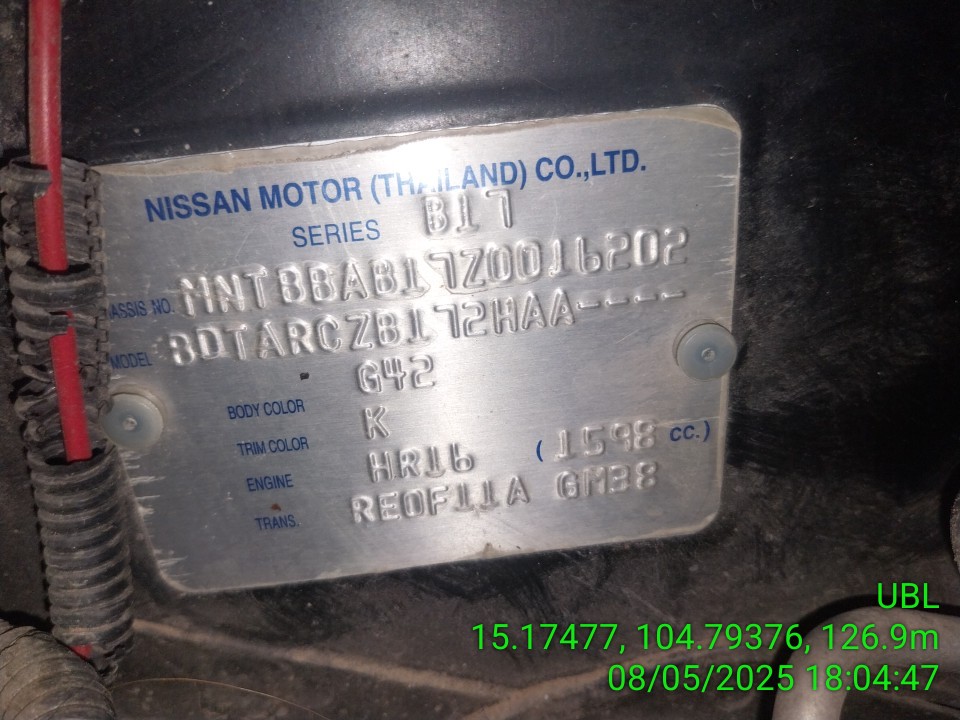 NISSAN MOTOR (THAILAND) CO.,LTD.
SERIES B17
ASSIS NO. MNTBBAB17Z0016202
MODEL BDTARCZB172HAA----
BODY COLOR G42
TRIM COLOR K
ENGINE HR16 (1598 CC.)
TRANS. RE0F11A GM38
UBL
15.17477, 104.79376, 126.9m
08/05/2025 18:04:47